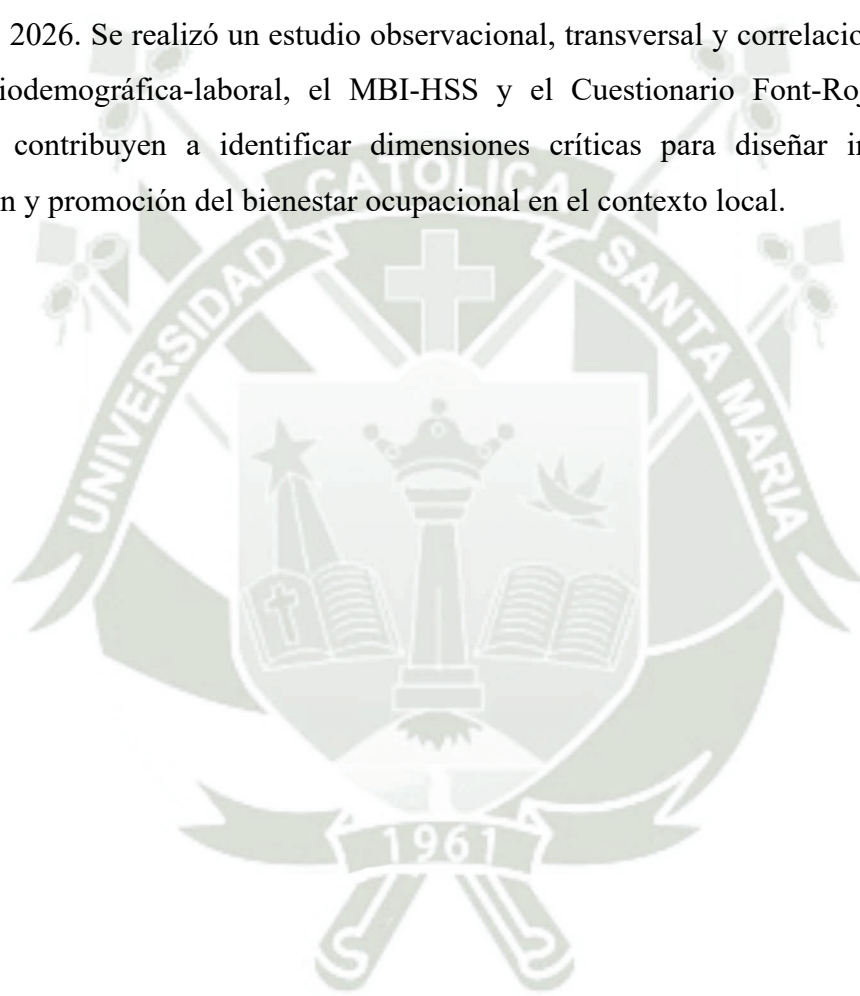 2026. Se realizó un estudio observacional, transversal y correlacio
iodemográfica-laboral, el MBI-HSS y el Cuestionario Font-Ro
contribuyen a identificar dimensiones críticas para diseñar i
n y promoción del bienestar ocupacional en el contexto local.
CATOLICA
UNIVERSIDAD
SANTA MARIA
1961